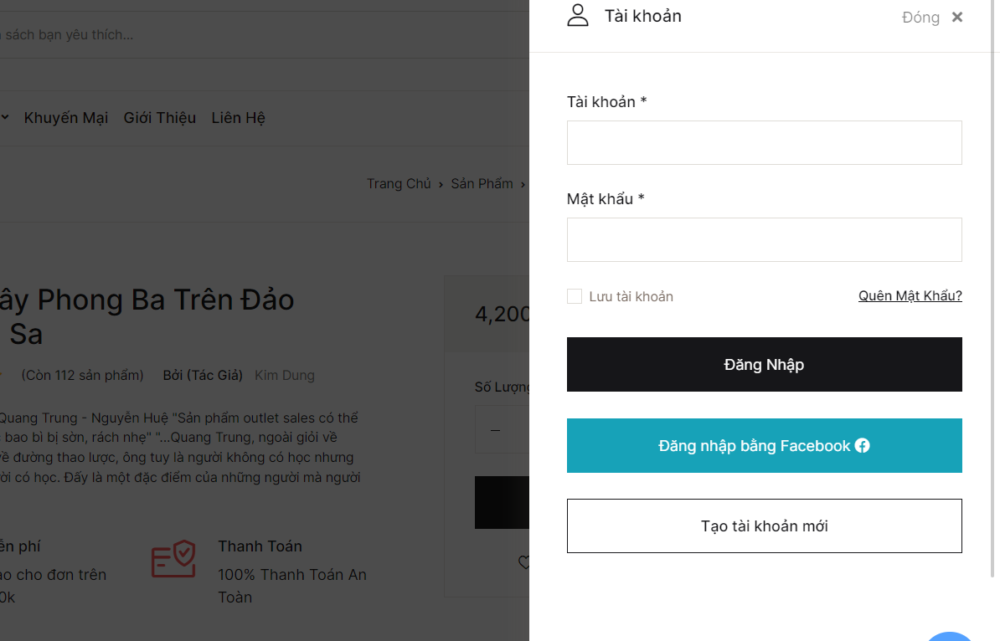 sách bạn yêu thích...
Khuyến Mại Giới Thiệu Liên Hệ
Trang Chủ › Sản Phẩm ›
ây Phong Ba Trên Đảo
Sa
(Còn 112 sản phẩm) Bởi (Tác Giả) Kim Dung
Quang Trung - Nguyễn Huệ "Sản phẩm outlet sales có thể
bao bì bị sờn, rách nhẹ" "...Quang Trung, ngoài giỏi về
về đường thao lược, ông tuy là người không có học nhưng
ời có học. Đấy là một đặc điểm của những người mà người
ễn phí
ao cho đơn trên
0k
Thanh Toán
100% Thanh Toán An
Toàn
4,200
Số Lượng
–
Tài khoản
Đóng ×
Tài khoản *
Mật khẩu *
Lưu tài khoản
Quên Mật Khẩu?
Đăng Nhập
Đăng nhập bằng Facebook
Tạo tài khoản mới